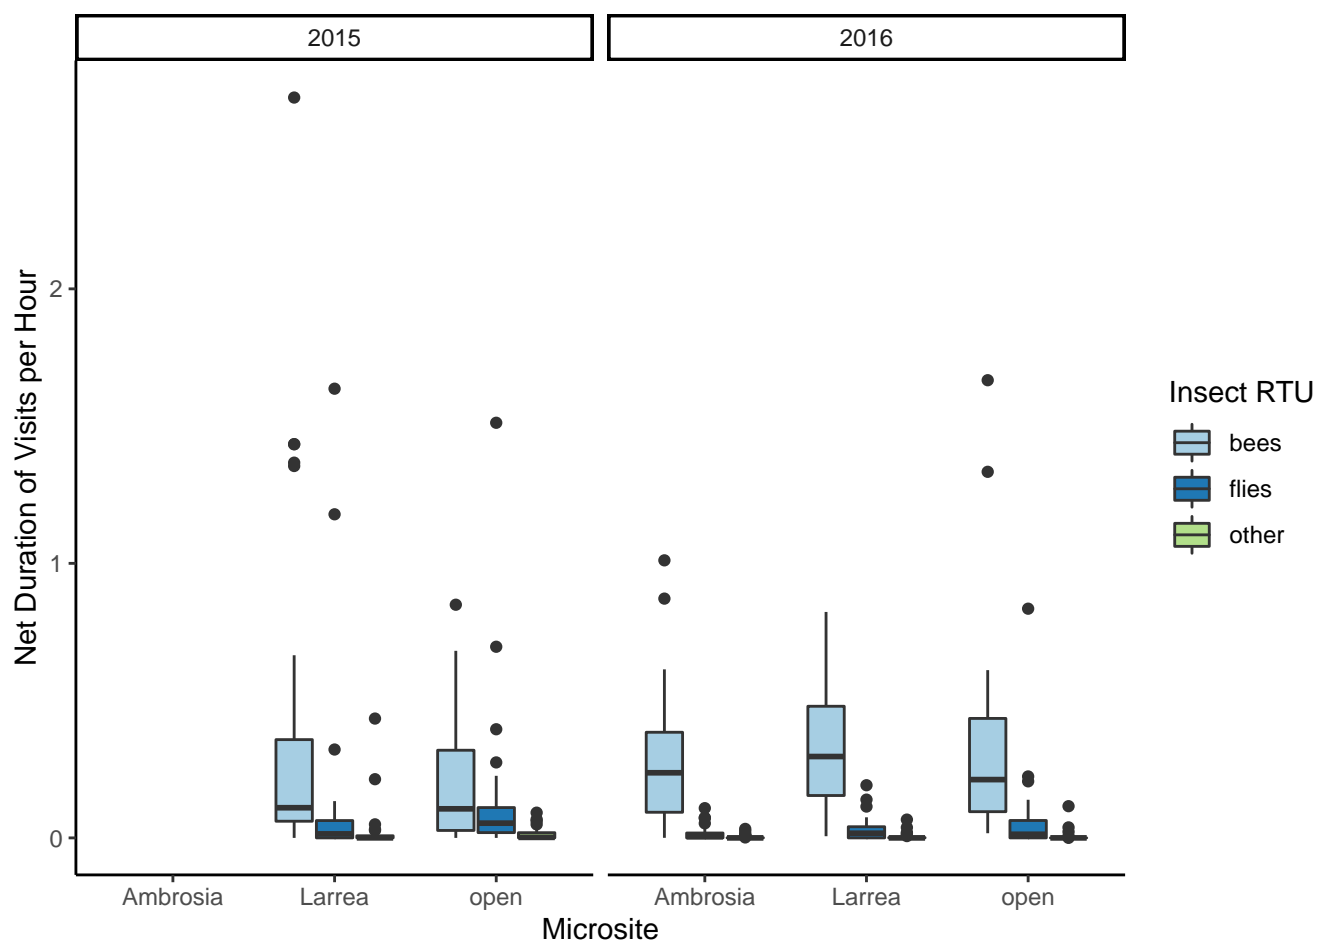 2015
2016
Net Duration of Visits per Hour
2
1
0
Ambrosia
Larrea
open
Ambrosia
Larrea
open
Microsite
Insect RTU
bees
flies
other